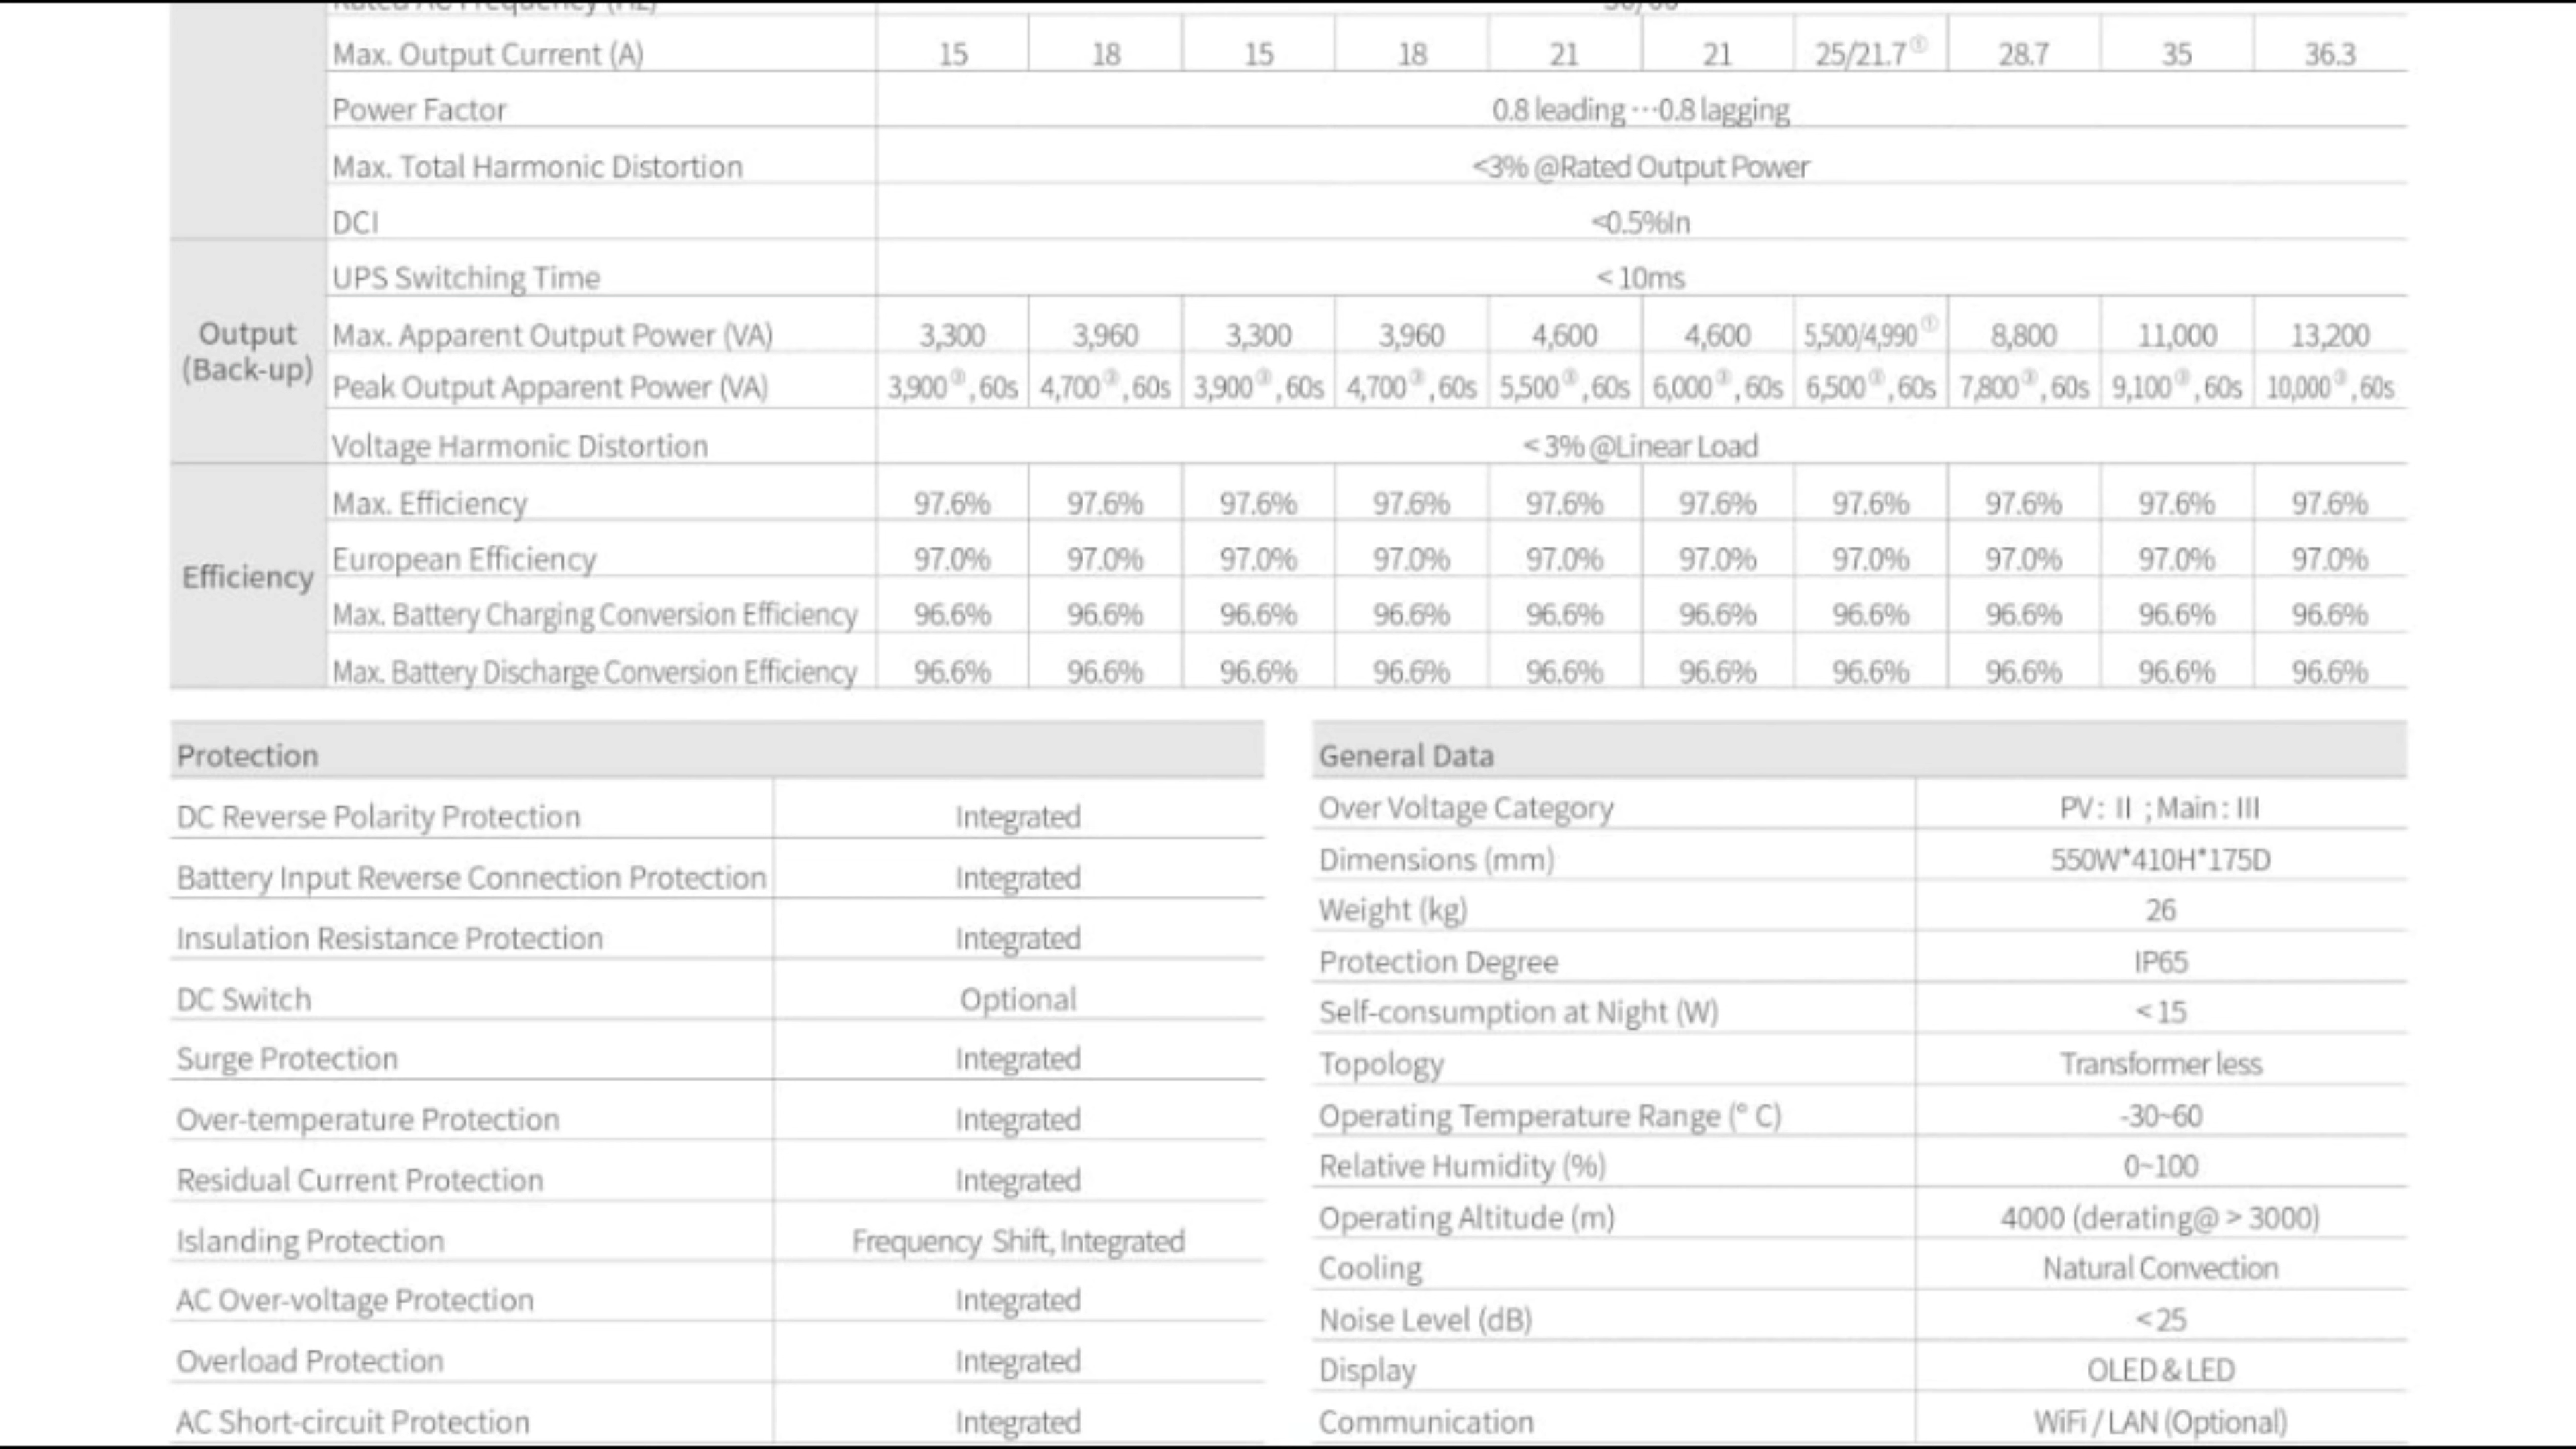 Rated AC Frequency (Hz) 50/60
Max. Output Current (A) 15 18 15 18 21 21 25/21.7① 28.7 35 36.3
Power Factor 0.8 leading ···0.8 lagging
Max. Total Harmonic Distortion <3% @Rated Output Power
DCI <0.5%In
Output (Back-up)
UPS Switching Time < 10ms
Max. Apparent Output Power (VA) 3,300 3,960 3,300 3,960 4,600 4,600 5,500/4,990① 8,800 11,000 13,200
Peak Output Apparent Power (VA) 3,900 , 60s 4,700 , 60s 3,900 , 60s 4,700 , 60s 5,500 , 60s 6,000 , 60s 6,500 , 60s 7,800 , 60s 9,100 , 60s 10,000 , 60s
Voltage Harmonic Distortion < 3% @Linear Load
Efficiency
Max. Efficiency 97.6% 97.6% 97.6% 97.6% 97.6% 97.6% 97.6% 97.6% 97.6% 97.6%
European Efficiency 97.0% 97.0% 97.0% 97.0% 97.0% 97.0% 97.0% 97.0% 97.0% 97.0%
Max. Battery Charging Conversion Efficiency 96.6% 96.6% 96.6% 96.6% 96.6% 96.6% 96.6% 96.6% 96.6% 96.6%
Max. Battery Discharge Conversion Efficiency 96.6% 96.6% 96.6% 96.6% 96.6% 96.6% 96.6% 96.6% 96.6% 96.6%
Protection
DC Reverse Polarity Protection Integrated
Battery Input Reverse Connection Protection Integrated
Insulation Resistance Protection Integrated
DC Switch Optional
Surge Protection Integrated
Over-temperature Protection Integrated
Residual Current Protection Integrated
Islanding Protection Frequency Shift, Integrated
AC Over-voltage Protection Integrated
Overload Protection Integrated
AC Short-circuit Protection Integrated
General Data
Over Voltage Category PV: II ; Main: III
Dimensions (mm) 550W*410H*175D
Weight (kg) 26
Protection Degree IP65
Self-consumption at Night (W) < 15
Topology Transformer less
Operating Temperature Range (° C) -30~60
Relative Humidity (%) 0~100
Operating Altitude (m) 4000 (derating@ > 3000)
Cooling Natural Convection
Noise Level (dB) < 25
Display OLED & LED
Communication WiFi / LAN (Optional)